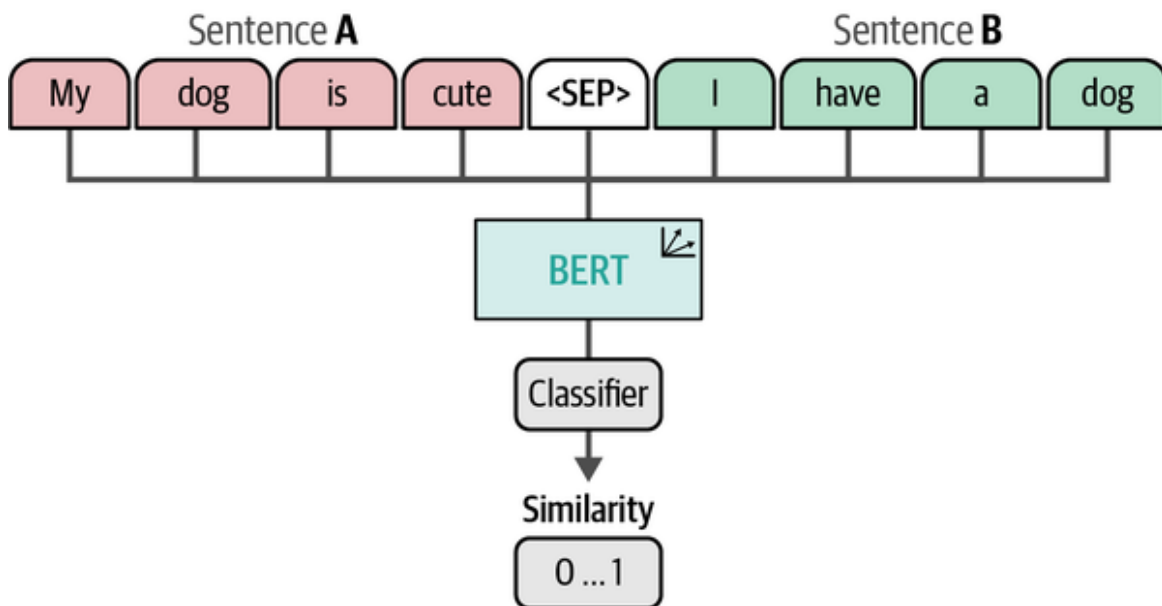 Sentence A Sentence B
My dog is cute <SEP> I have a dog
BERT
Classifier
Similarity
0 ... 1